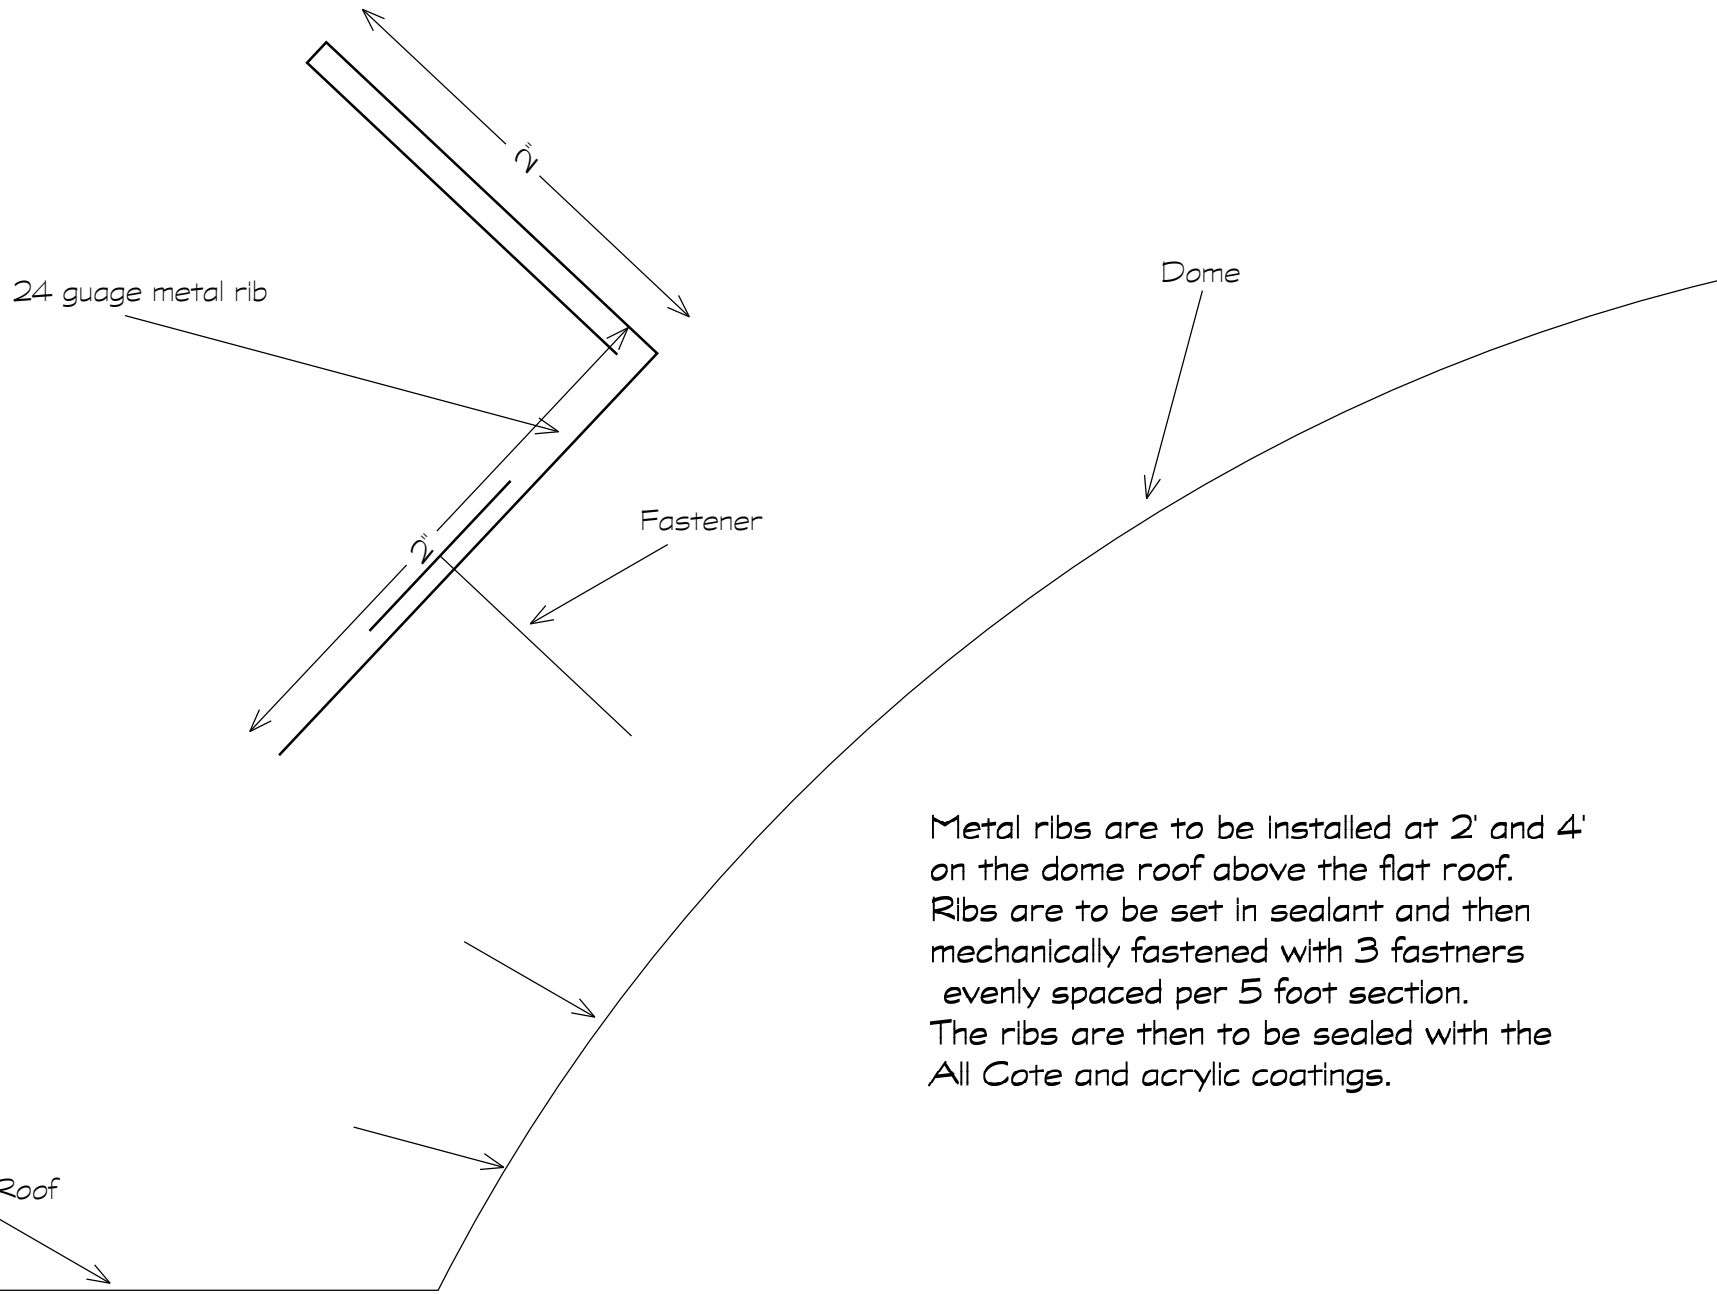 2"
24 guage metal rib
Dome
Fastener
2"
Metal ribs are to be installed at 2' and 4'
on the dome roof above the flat roof.
Ribs are to be set in sealant and then
mechanically fastened with 3 fastners
evenly spaced per 5 foot section.
The ribs are then to be sealed with the
All Cote and acrylic coatings.
Roof